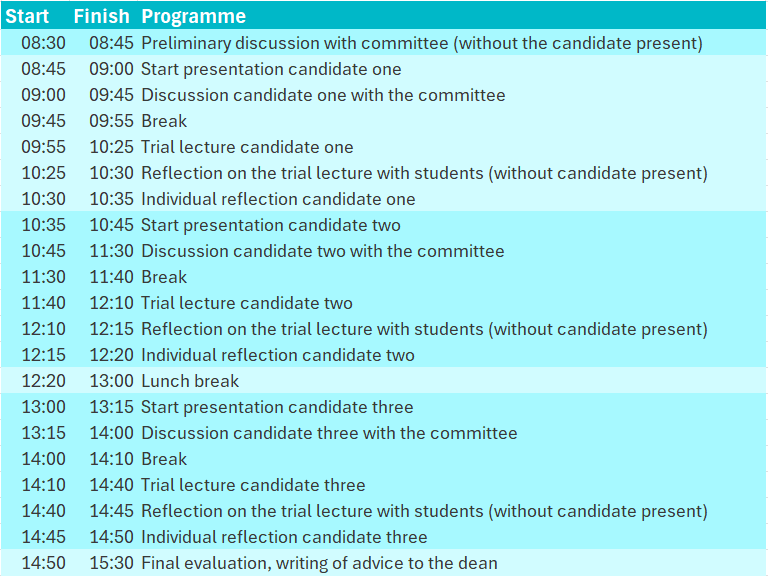 Start Finish Programme
08:30 08:45 Preliminary discussion with committee (without the candidate present)
08:45 09:00 Start presentation candidate one
09:00 09:45 Discussion candidate one with the committee
09:45 09:55 Break
09:55 10:25 Trial lecture candidate one
10:25 10:30 Reflection on the trial lecture with students (without candidate present)
10:30 10:35 Individual reflection candidate one
10:35 10:45 Start presentation candidate two
10:45 11:30 Discussion candidate two with the committee
11:30 11:40 Break
11:40 12:10 Trial lecture candidate two
12:10 12:15 Reflection on the trial lecture with students (without candidate present)
12:15 12:20 Individual reflection candidate two
12:20 13:00 Lunch break
13:00 13:15 Start presentation candidate three
13:15 14:00 Discussion candidate three with the committee
14:00 14:10 Break
14:10 14:40 Trial lecture candidate three
14:40 14:45 Reflection on the trial lecture with students (without candidate present)
14:45 14:50 Individual reflection candidate three
14:50 15:30 Final evaluation, writing of advice to the dean